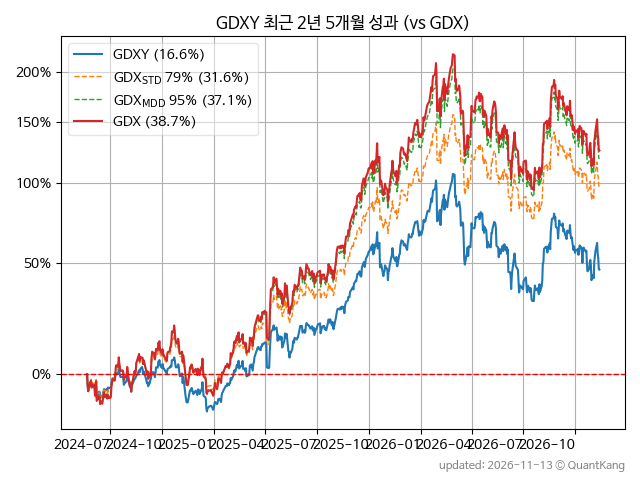 GDXY 최근 2년 5개월 성과 (vs GDX)
GDXY (16.6%)
GDX_STD 79% (31.6%)
GDX_MDD 95% (37.1%)
GDX (38.7%)
200%
150%
100%
50%
0%
2024-07 2024-10 2025-01 2025-04 2025-07 2025-10 2026-01 2026-04 2026-07 2026-10
updated: 2026-11-13 © QuantKang